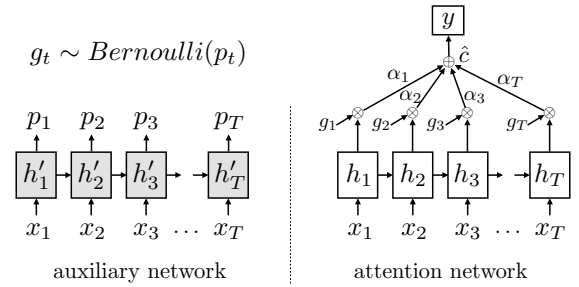 g_t ∼ Bernoulli(p_t)
p_1 p_2 p_3 p_T
h′_1 h′_2 h′_3 h′_T
x_1 x_2 x_3 … x_T
auxiliary network
y
ĉ
α_1 α_2 α_3 α_T
g_1 g_2 g_3 g_T
h_1 h_2 h_3 h_T
x_1 x_2 x_3 … x_T
attention network